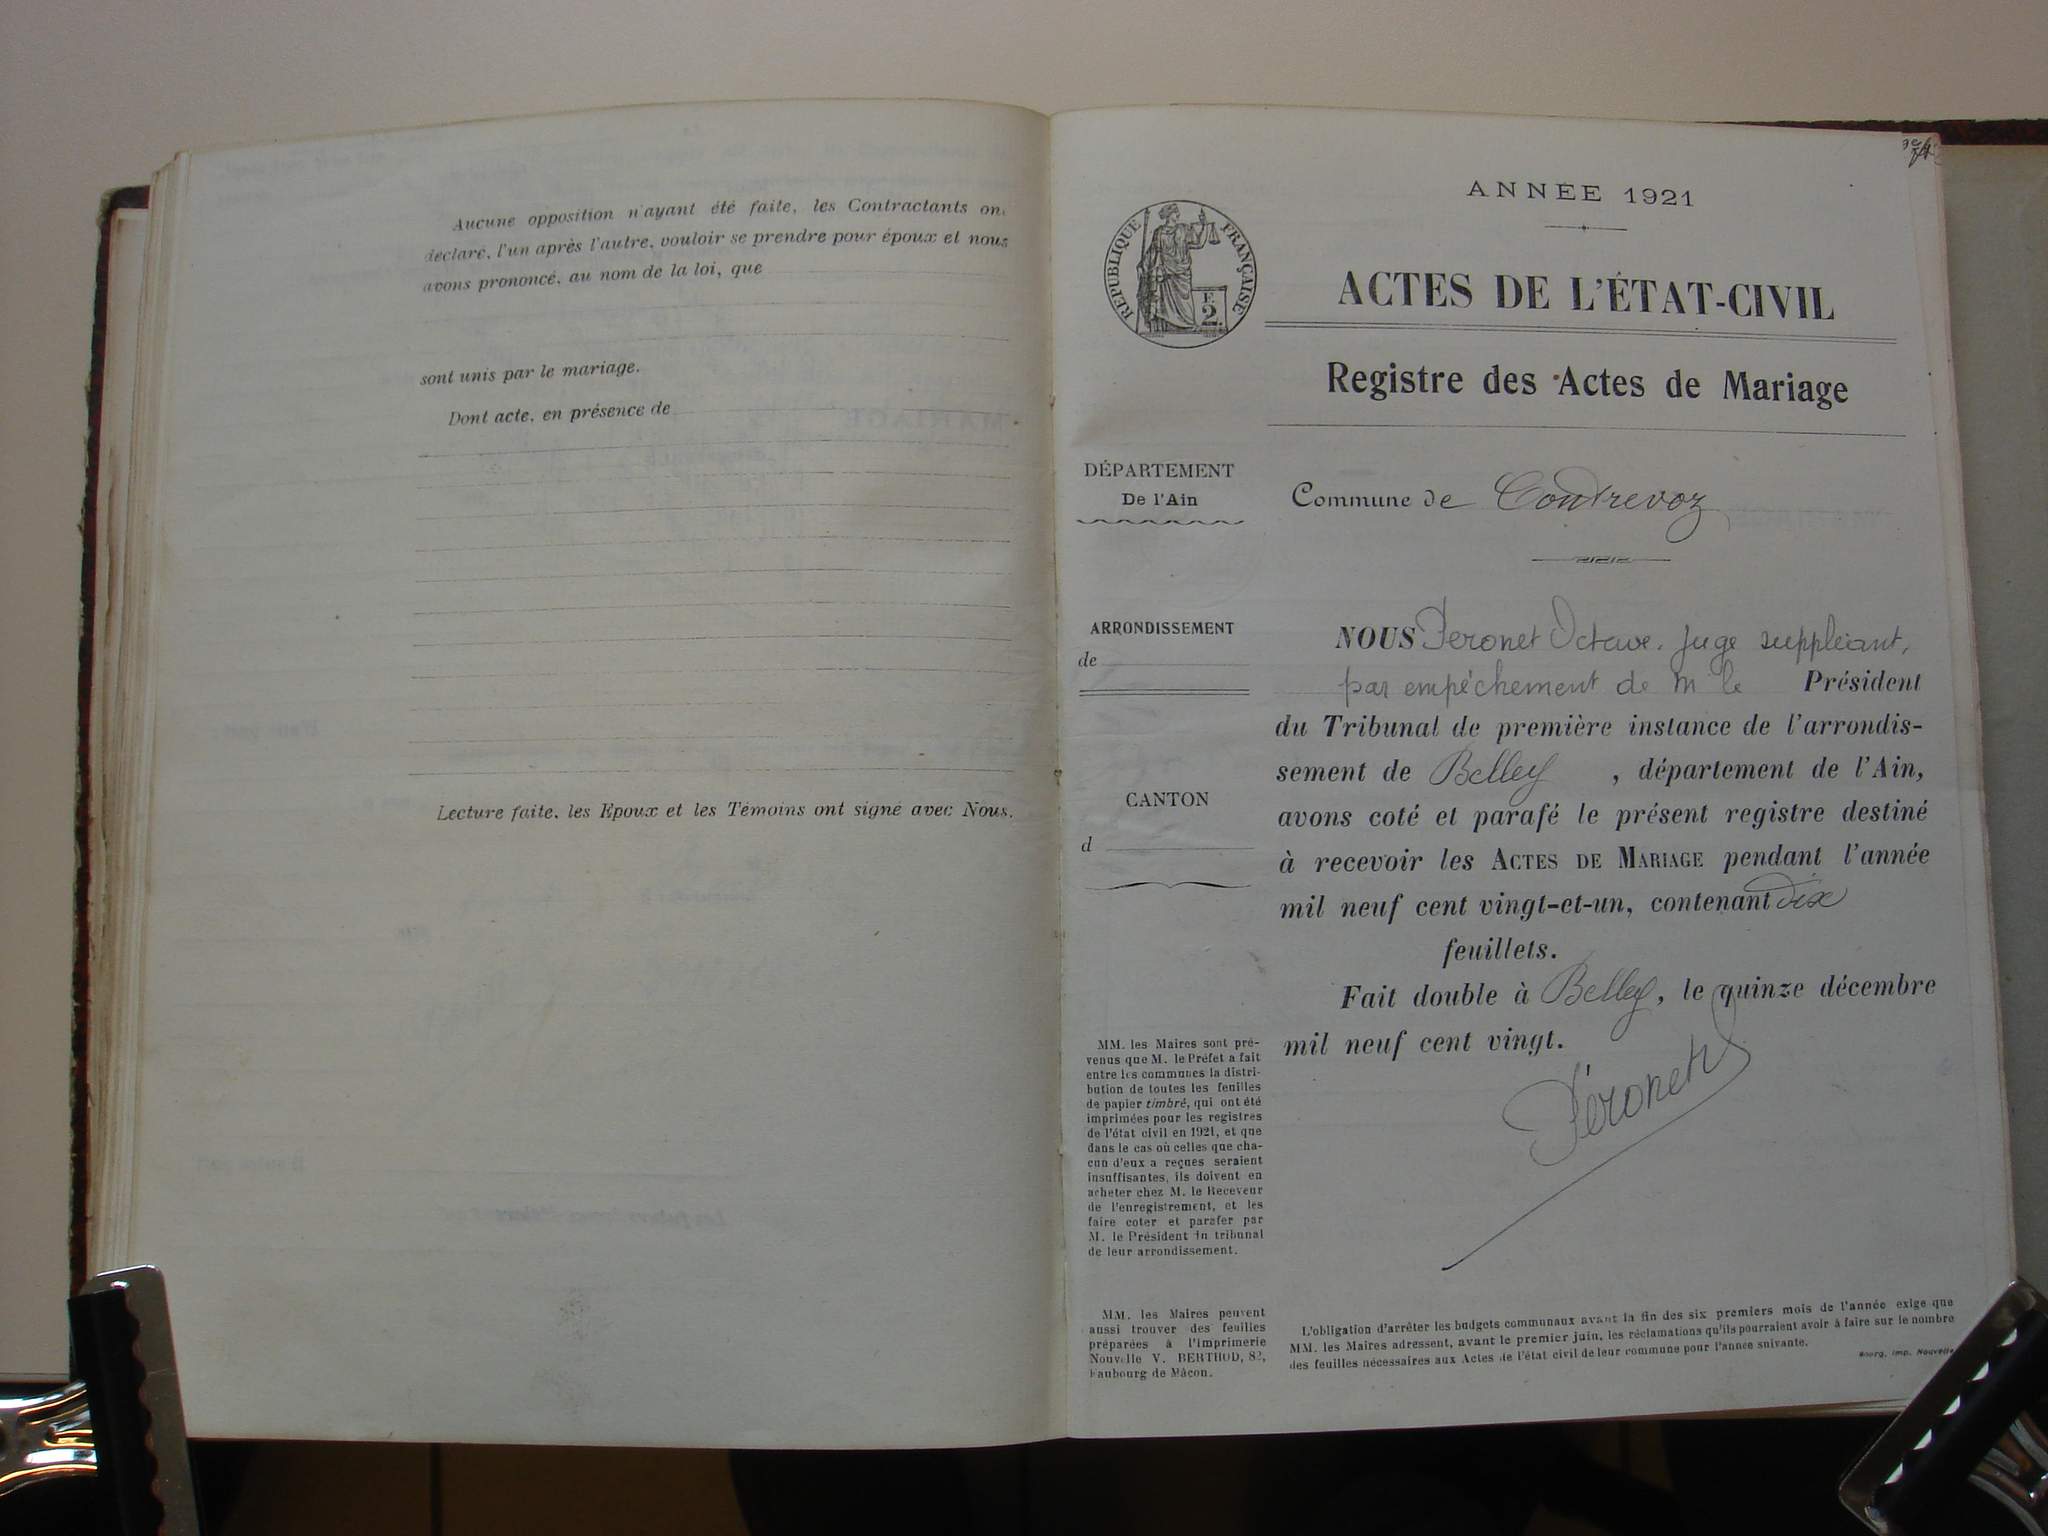 Aucune opposition n'ayant été faite, les Contractants on
déclaré, l'un après l'autre, vouloir se prendre pour époux et nous
avons prononcé, au nom de la loi, que
sont unis par le mariage.
Dont acte, en présence de
Lecture faite, les Epoux et les Témoins ont signé avec Nous.
ANNÉE 1921
RÉPUBLIQUE FRANÇAISE
F.
2.
ACTES DE L'ÉTAT-CIVIL
Registre des Actes de Mariage
DÉPARTEMENT
De l'Ain
Commune de Contrevoz
ARRONDISSEMENT
de
CANTON
d
NOUS Peronet Octave, juge suppléant,
par empéchement de M le Président
du Tribunal de première instance de l'arrondis-
sement de Belley, département de l'Ain,
avons coté et parafé le présent registre destiné
à recevoir les ACTES DE MARIAGE pendant l'année
mil neuf cent vingt-et-un, contenant dix
feuillets.
Fait double à Belley, le quinze décembre
mil neuf cent vingt.
Péronet
MM. les Maires sont pré-
venus que M. le Préfet a fait
entre les communes la distri-
bution de toutes les feuilles
de papier timbré, qui ont été
imprimées pour les registres
de l'état civil en 1921, et que
dans le cas où celles que cha-
cun d'eux a reçues seraient
insuffisantes, ils doivent en
acheter chez M. le Receveur
de l'enregistrement, et les
faire coter et parafer par
M. le Président du tribunal
de leur arrondissement.
MM. les Maires peuvent
aussi trouver des feuilles
préparées à l'imprimerie
Nouvelle V. BERTHOD, 82,
Faubourg de Mâcon.
L'obligation d'arrêter les budgets communaux avant la fin des six premiers mois de l'année exige que
MM. les Maires adressent, avant le premier juin, les réclamations qu'ils pourraient avoir à faire sur le nombre
des feuilles nécessaires aux Actes de l'état civil de leur commune pour l'année suivante.
Bourg, Imp. Nouvelle